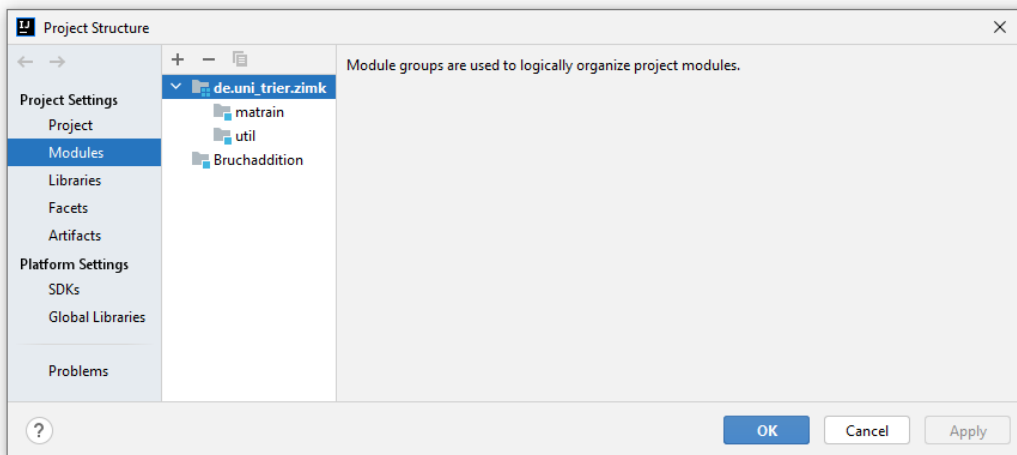 Project Structure
Project Settings
Project
Modules
Libraries
Facets
Artifacts
Platform Settings
SDKs
Global Libraries
Problems
de.uni_trier.zimk
matrain
util
Bruchaddition
Module groups are used to logically organize project modules.
?
OK
Cancel
Apply